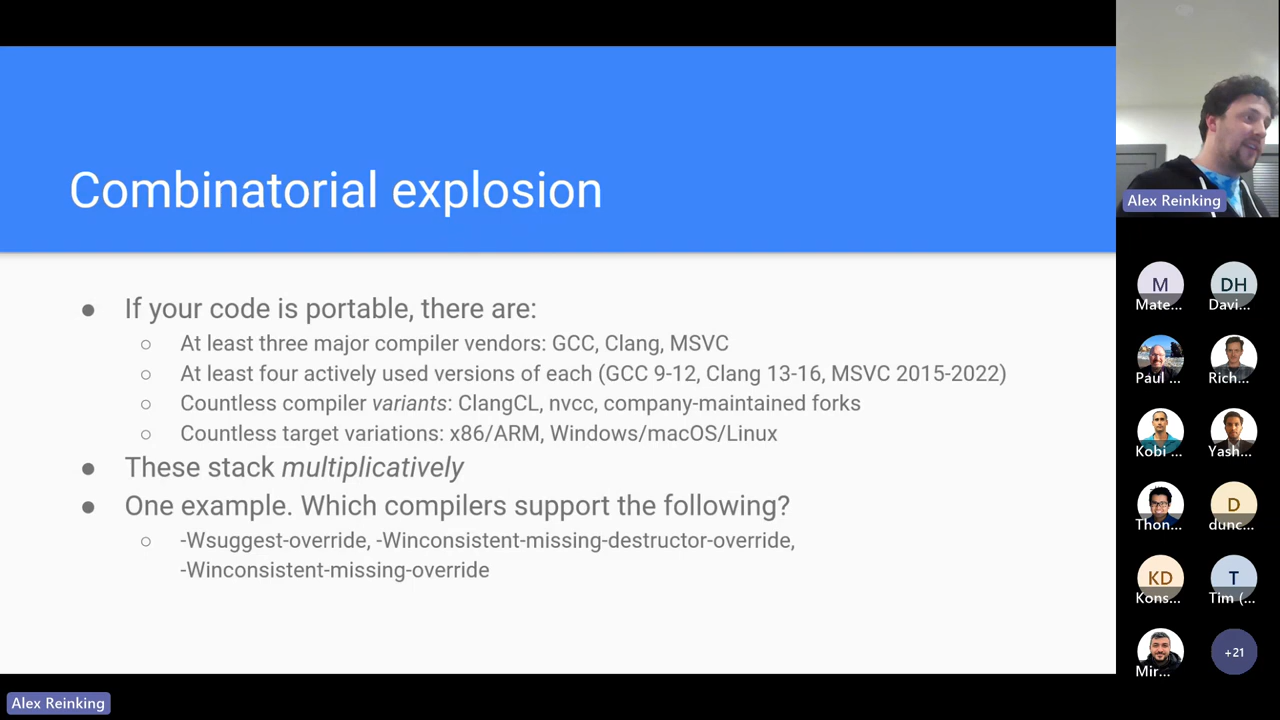 Combinatorial explosion
● If your code is portable, there are:
○ At least three major compiler vendors: GCC, Clang, MSVC
○ At least four actively used versions of each (GCC 9-12, Clang 13-16, MSVC 2015-2022)
○ Countless compiler variants: ClangCL, nvcc, company-maintained forks
○ Countless target variations: x86/ARM, Windows/macOS/Linux
● These stack multiplicatively
● One example. Which compilers support the following?
○ -Wsuggest-override, -Winconsistent-missing-destructor-override,
-Winconsistent-missing-override
Alex Reinking
M DH
Mate... Davi...
Paul ... Rich...
Kobi ... Yash...
D
Thon... dunc...
KD T
Kons... Tim (...
+21
Mir...
Alex Reinking